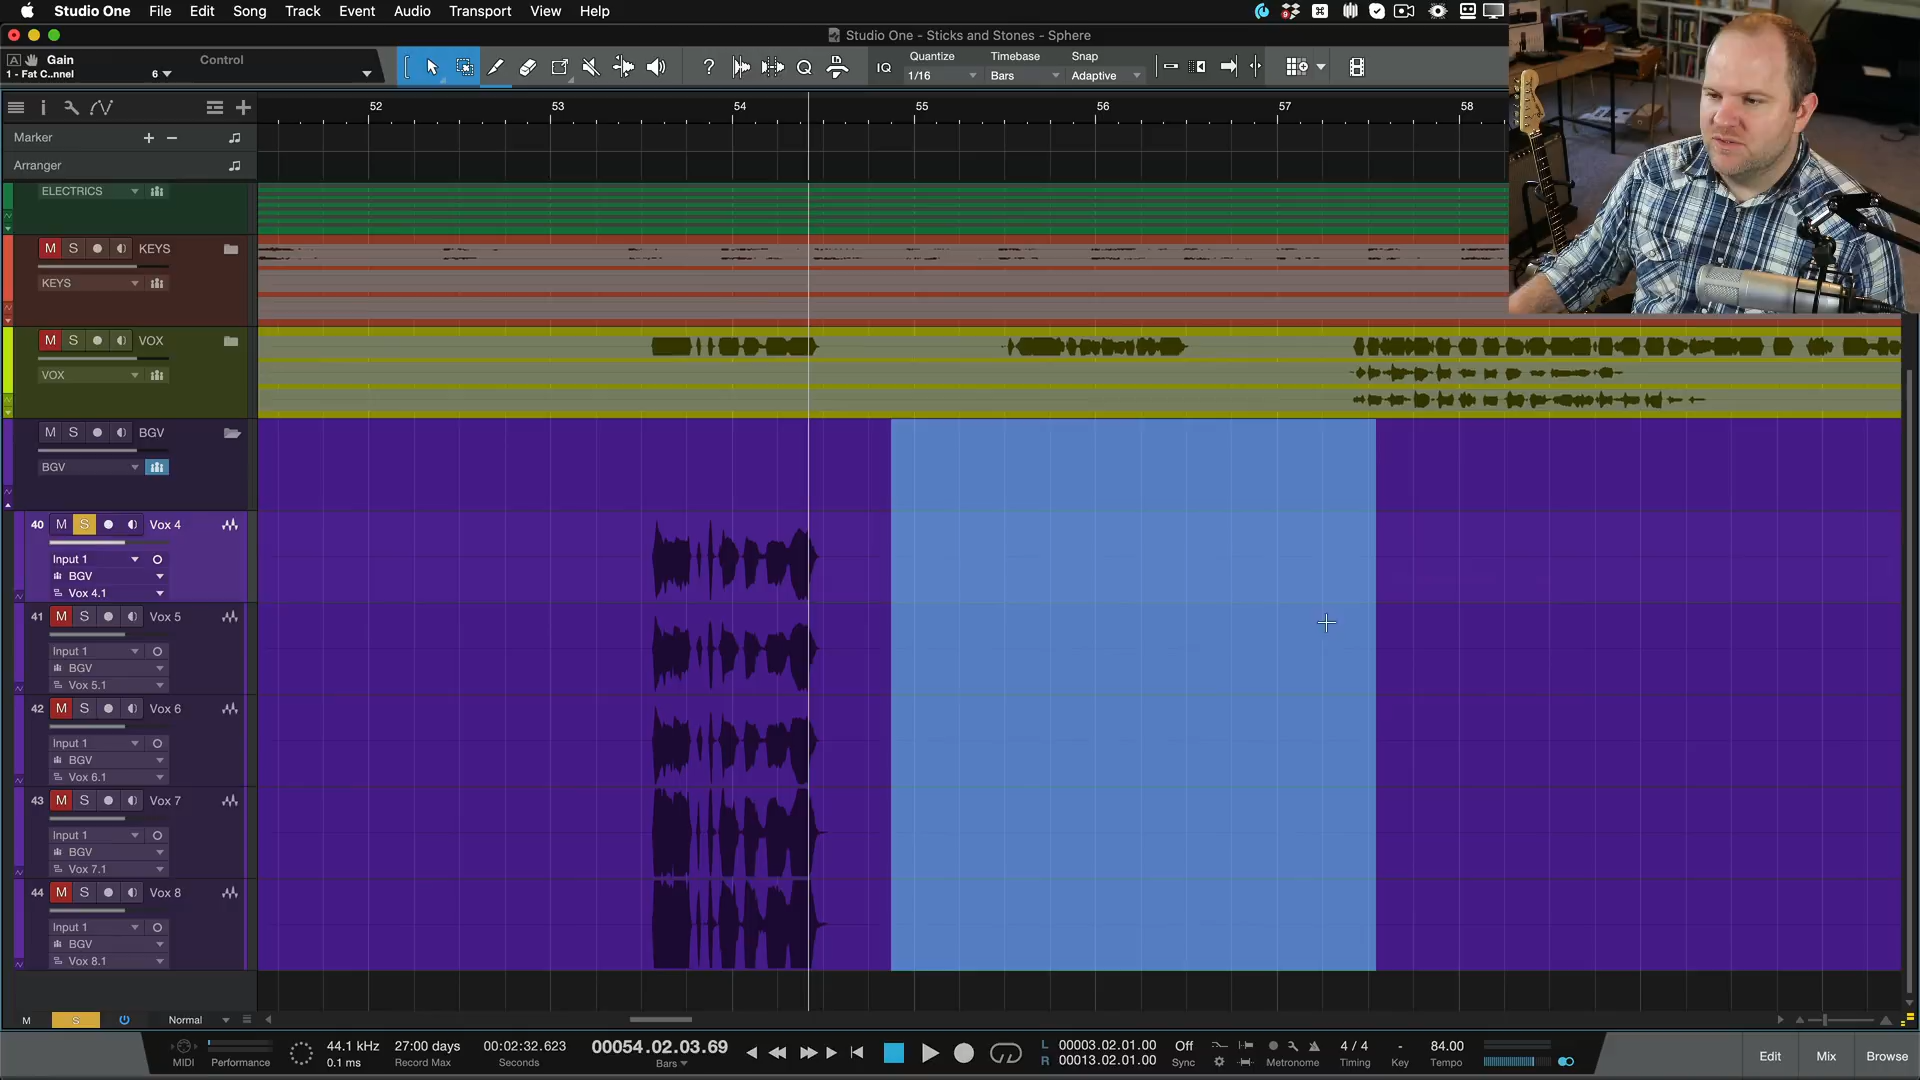 Studio One File Edit Song Track Event Audio Transport View Help
Studio One - Sticks and Stones - Sphere
Gain Control
1 - Fat C..nnel 6
IQ
Quantize Timebase Snap
1/16 Bars Adaptive
52 53 54 55 56 57 58
Marker
Arranger
ELECTRICS
M S KEYS
KEYS
M S VOX
VOX
M S BGV
BGV
40 M S Vox 4
Input 1
BGV
Vox 4.1
41 M S Vox 5
Input 1
BGV
Vox 5.1
42 M S Vox 6
Input 1
BGV
Vox 6.1
43 M S Vox 7
Input 1
BGV
Vox 7.1
44 M S Vox 8
Input 1
BGV
Vox 8.1
M S Normal
MIDI Performance
44.1 kHz
0.1 ms
27:00 days
Record Max
00:02:32.623
Seconds
00054.02.03.69
Bars
L 00003.02.01.00
R 00013.02.01.00
Off
Sync
Metronome
4 / 4
Timing
-
Key
84.00
Tempo
Edit Mix Browse